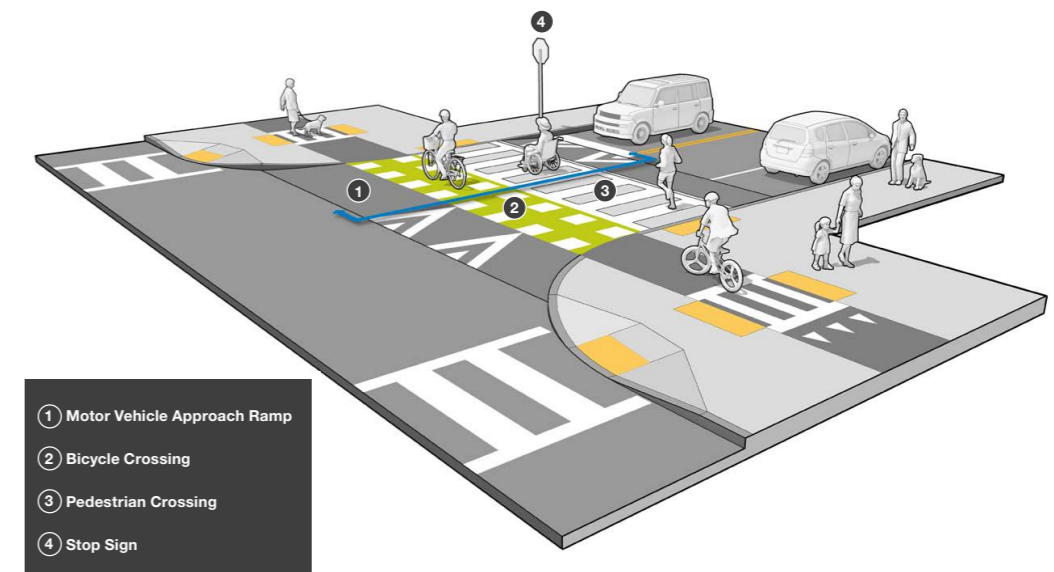 4
1
2
3
1 Motor Vehicle Approach Ramp
2 Bicycle Crossing
3 Pedestrian Crossing
4 Stop Sign